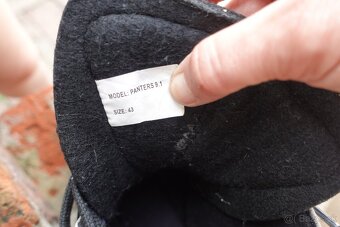 MODEL: PANTERS 9.1
SIZE: 43